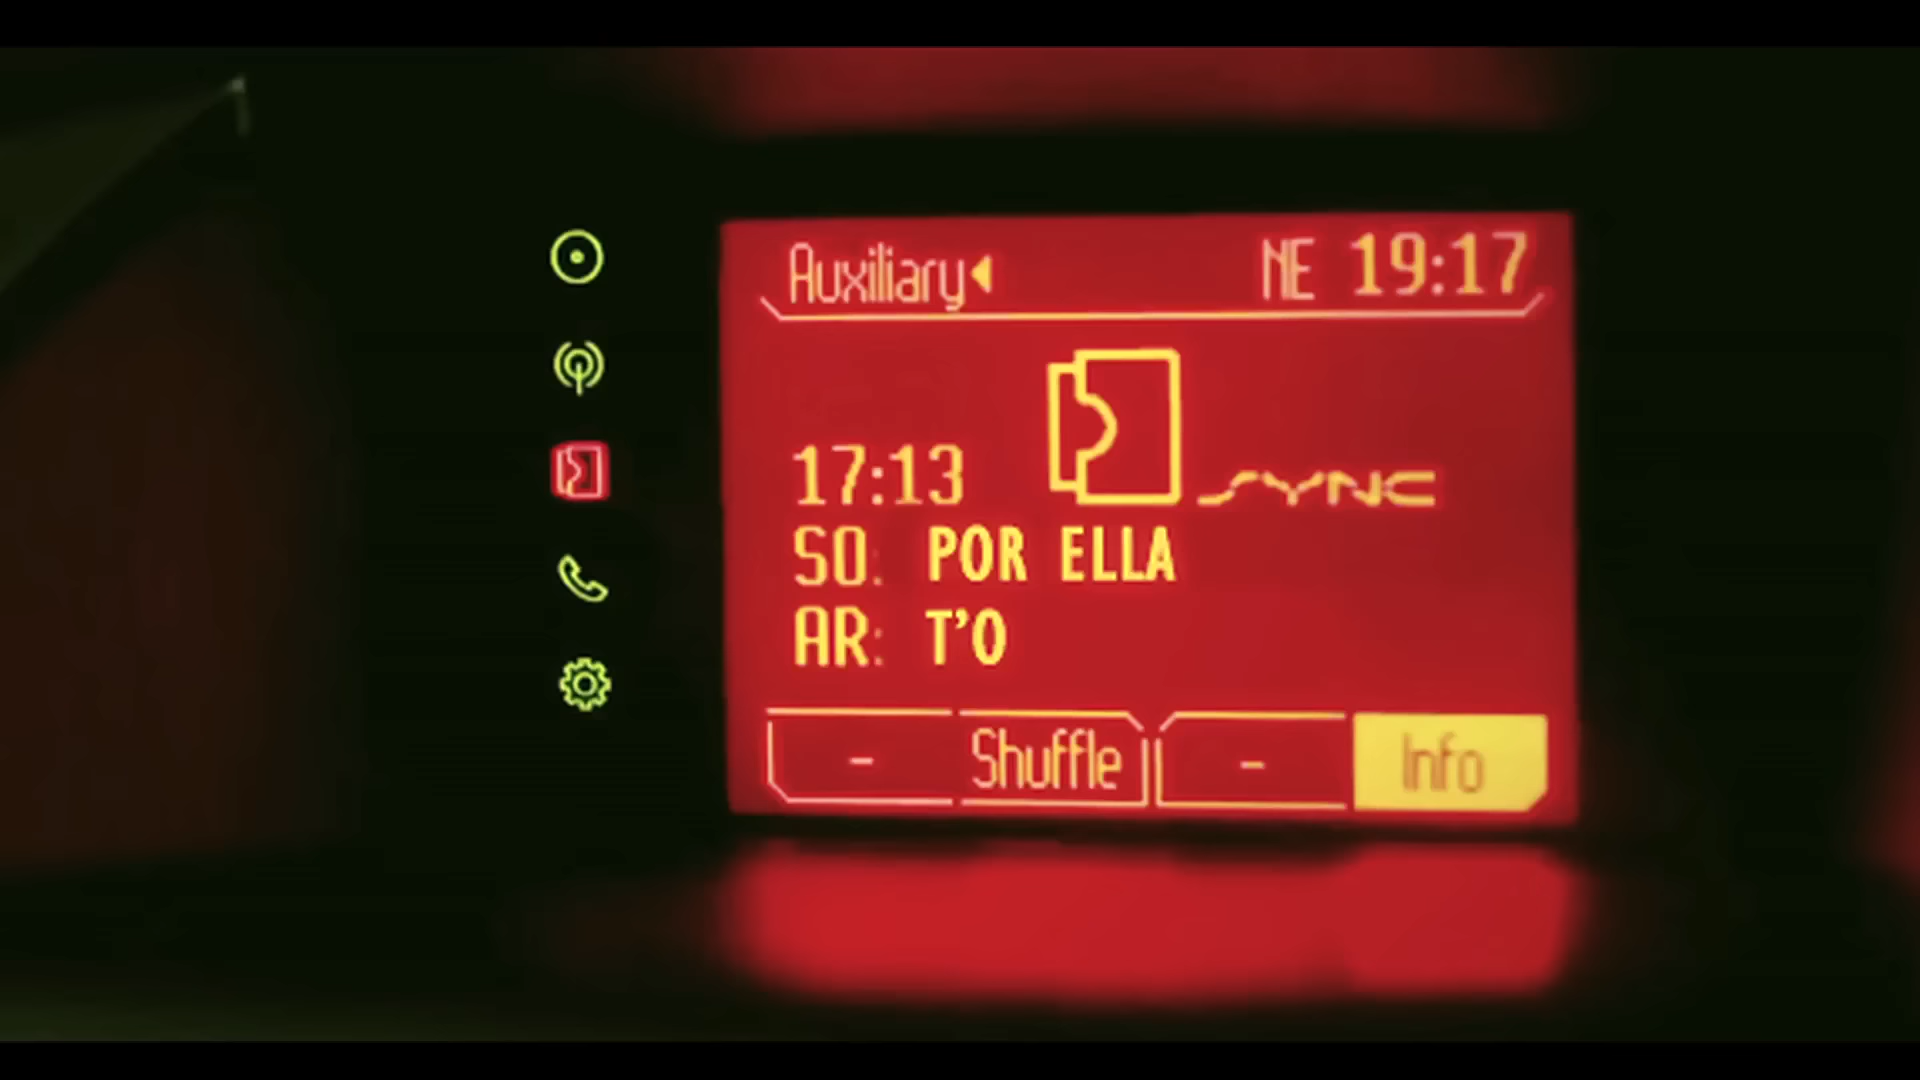 Auxiliary NE 19:17
17:13 SYNC
SO: POR ELLA
AR: T'O
- Shuffle - Info